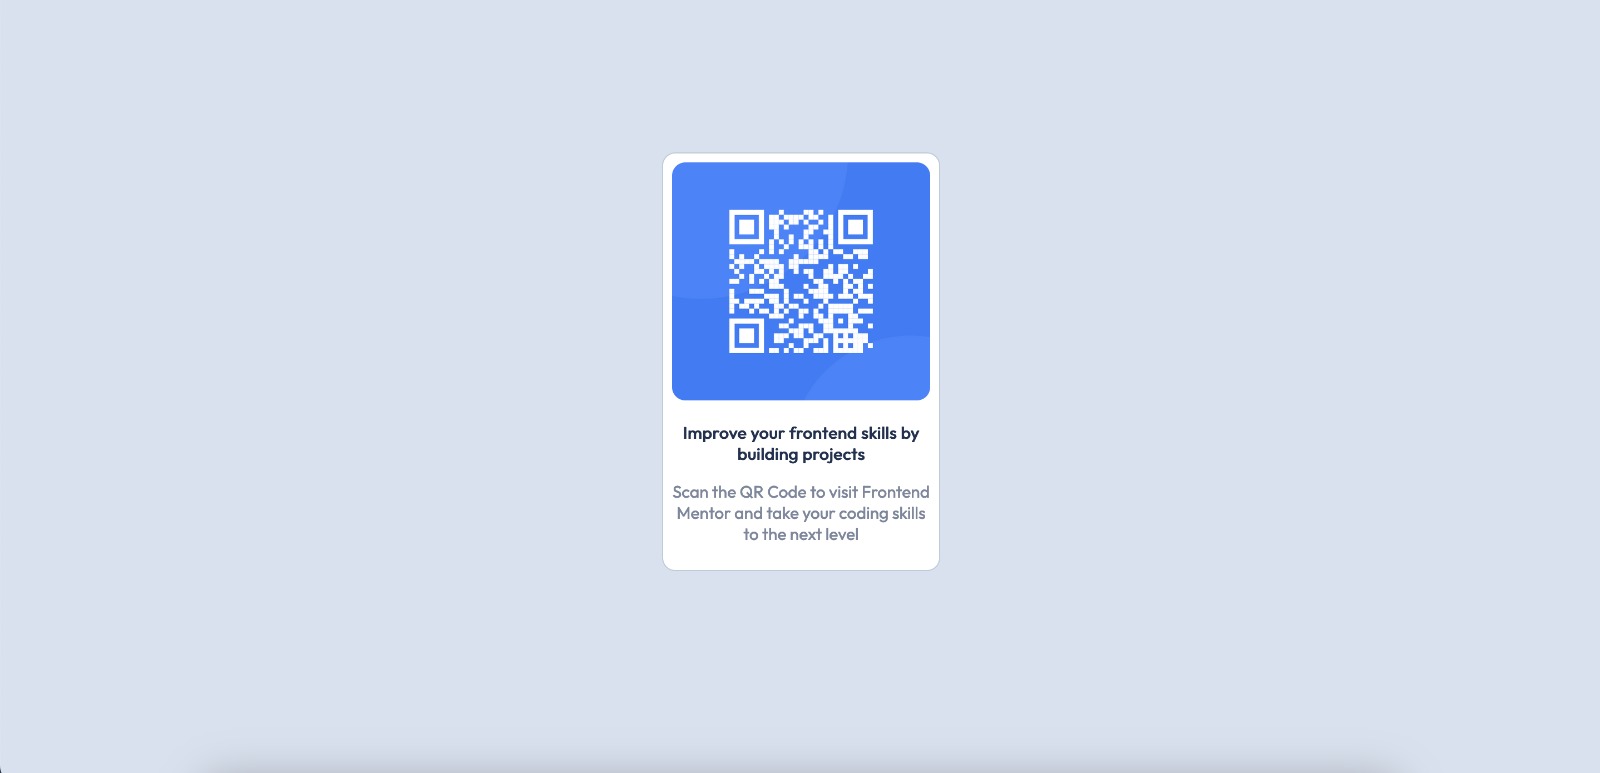 Improve your frontend skills by
building projects
Scan the QR Code to visit Frontend
Mentor and take your coding skills
to the next level